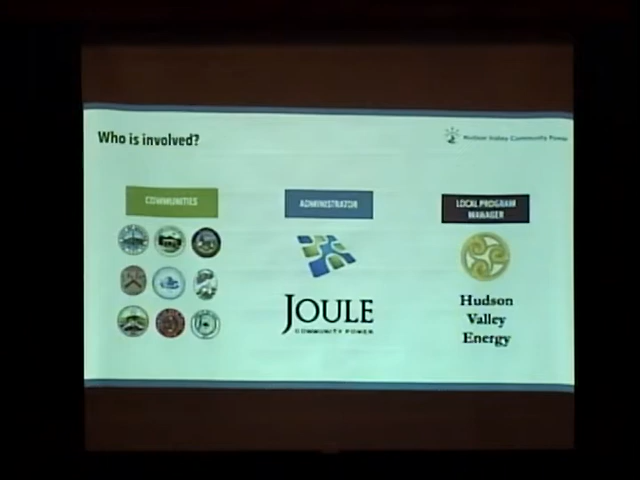 Who is involved?
Hudson Valley Community Power
COMMUNITIES
ADMINISTRATOR
LOCAL PROGRAM
MANAGER
JOULE
COMMUNITY POWER
Hudson
Valley
Energy